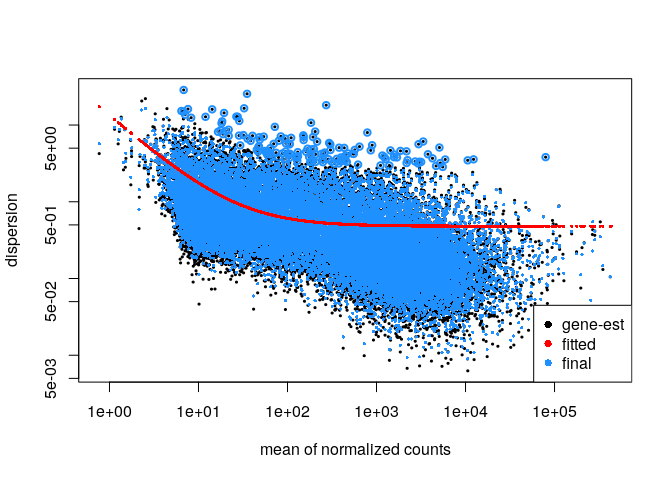 dispersion
5e+00
5e-01
5e-02
5e-03
gene-est
fitted
final
1e+00 1e+01 1e+02 1e+03 1e+04 1e+05
mean of normalized counts